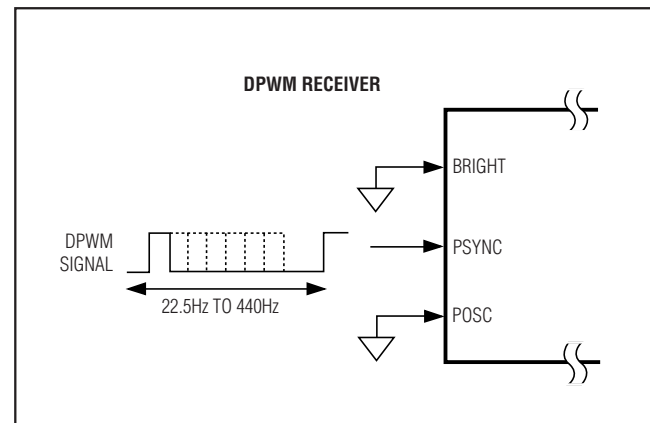 DPWM RECEIVER
BRIGHT
DPWM
SIGNAL
PSYNC
22.5Hz TO 440Hz
POSC